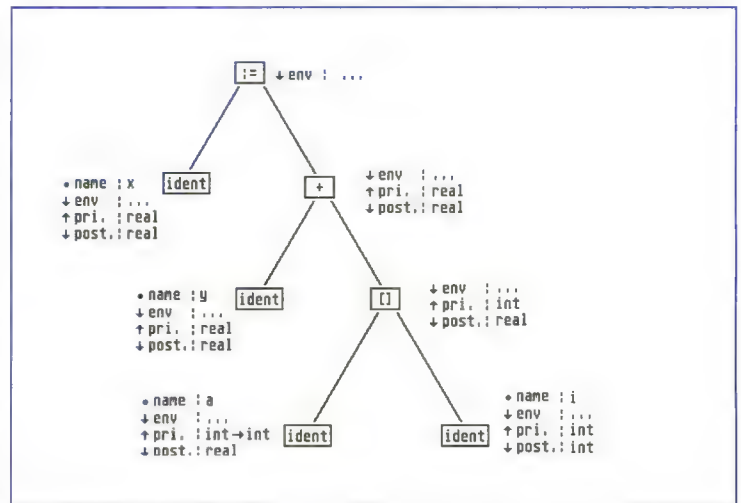 := ↓env : ...
• name : x
↓env : ...
↑pri. : real
↓post.: real
ident
+
↓env : ...
↑pri. : real
↓post.: real
• name : y
↓env : ...
↑pri. : real
↓post.: real
ident
[]
↓env : ...
↑pri. : int
↓post.: real
• name : a
↓env : ...
↑pri. : int→int
↓post.: real
ident
ident
• name : i
↓env : ...
↑pri. : int
↓post.: int